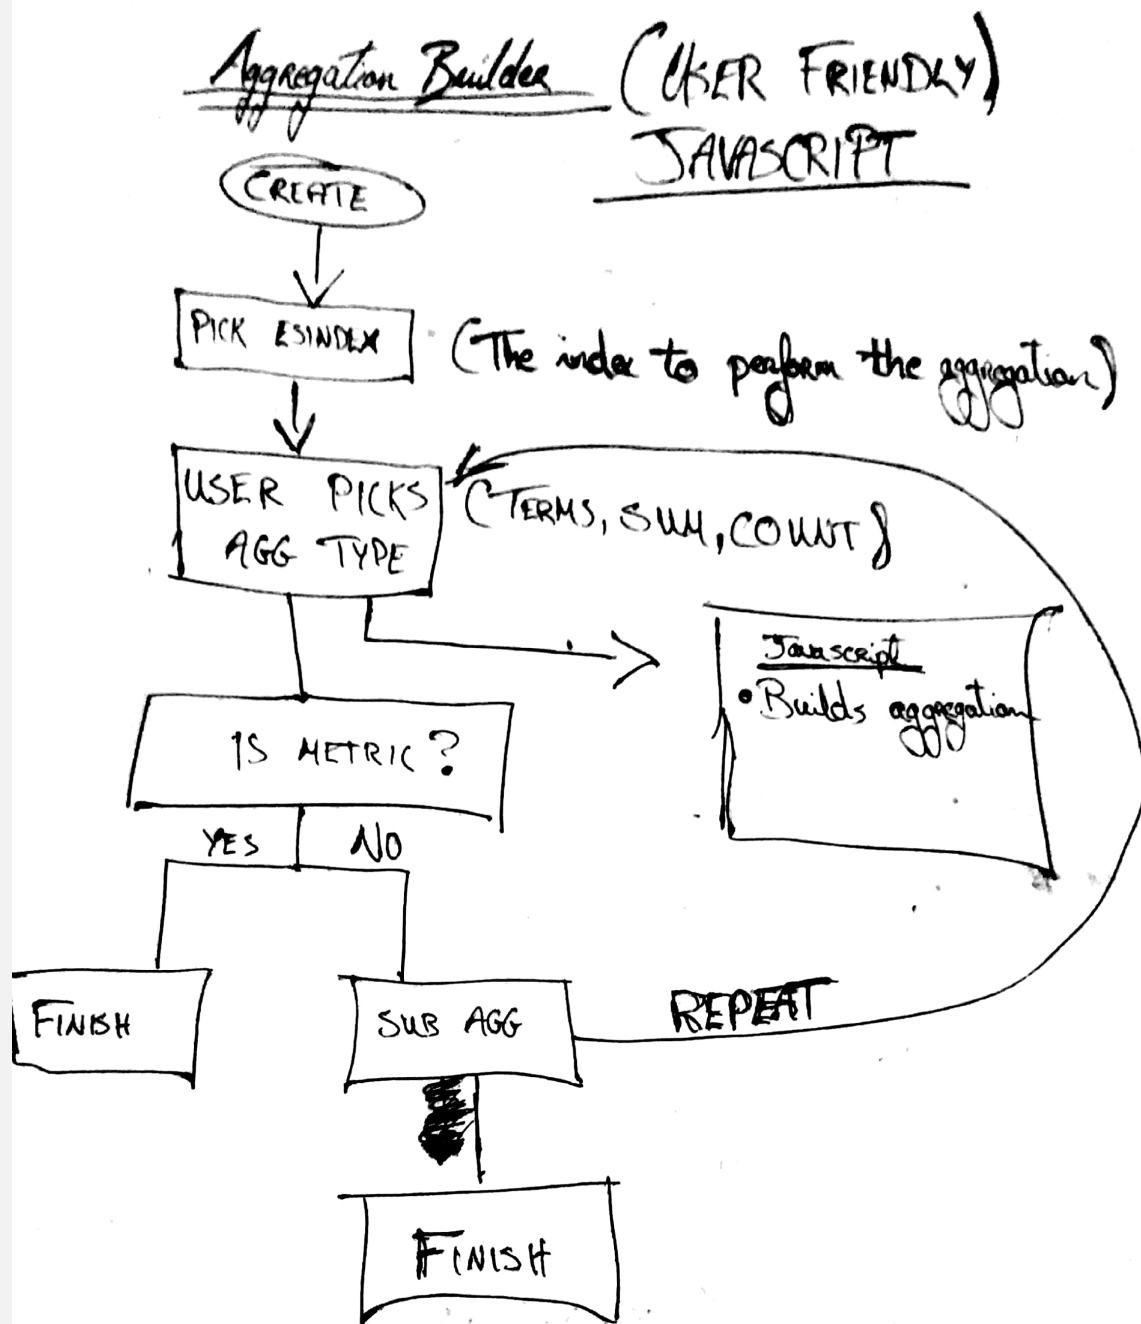 Aggregation Builder (USER FRIENDLY)
JAVASCRIPT
CREATE
PICK ESINDEX
(The index to perform the aggregation)
USER PICKS
AGG TYPE
(TERMS, SUM, COUNT}
Javascript
• Builds aggregation
IS METRIC?
YES NO
FINISH
SUB AGG
REPEAT
FINISH